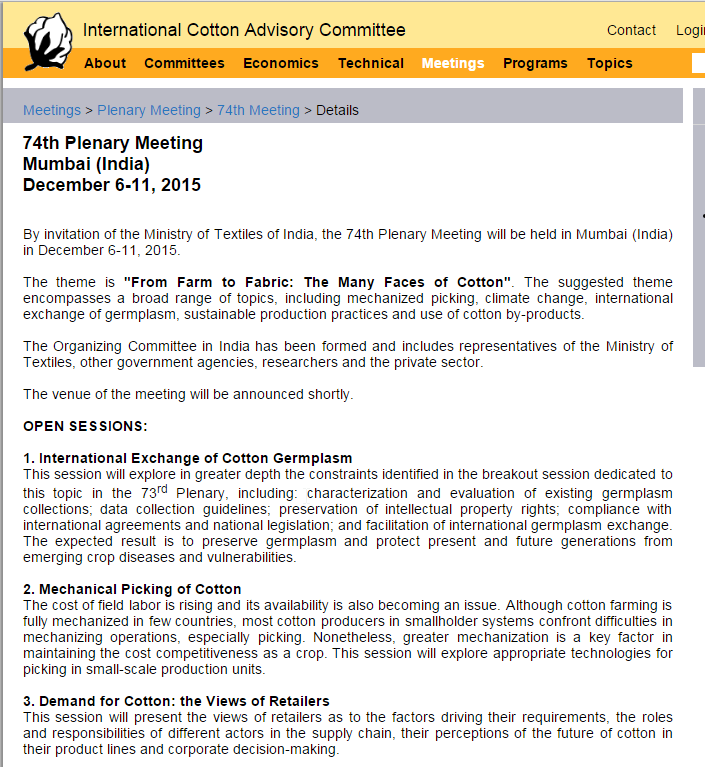 International Cotton Advisory Committee
Contact Login
About Committees Economics Technical Meetings Programs Topics
Meetings > Plenary Meeting > 74th Meeting > Details
74th Plenary Meeting
Mumbai (India)
December 6-11, 2015
By invitation of the Ministry of Textiles of India, the 74th Plenary Meeting will be held in Mumbai (India)
in December 6-11, 2015.
The theme is "From Farm to Fabric: The Many Faces of Cotton". The suggested theme
encompasses a broad range of topics, including mechanized picking, climate change, international
exchange of germplasm, sustainable production practices and use of cotton by-products.
The Organizing Committee in India has been formed and includes representatives of the Ministry of
Textiles, other government agencies, researchers and the private sector.
The venue of the meeting will be announced shortly.
OPEN SESSIONS:
1. International Exchange of Cotton Germplasm
This session will explore in greater depth the constraints identified in the breakout session dedicated to
this topic in the 73rd Plenary, including: characterization and evaluation of existing germplasm
collections; data collection guidelines; preservation of intellectual property rights; compliance with
international agreements and national legislation; and facilitation of international germplasm exchange.
The expected result is to preserve germplasm and protect present and future generations from
emerging crop diseases and vulnerabilities.
2. Mechanical Picking of Cotton
The cost of field labor is rising and its availability is also becoming an issue. Although cotton farming is
fully mechanized in few countries, most cotton producers in smallholder systems confront difficulties in
mechanizing operations, especially picking. Nonetheless, greater mechanization is a key factor in
maintaining the cost competitiveness as a crop. This session will explore appropriate technologies for
picking in small-scale production units.
3. Demand for Cotton: the Views of Retailers
This session will present the views of retailers as to the factors driving their requirements, the roles
and responsibilities of different actors in the supply chain, their perceptions of the future of cotton in
their product lines and corporate decision-making.